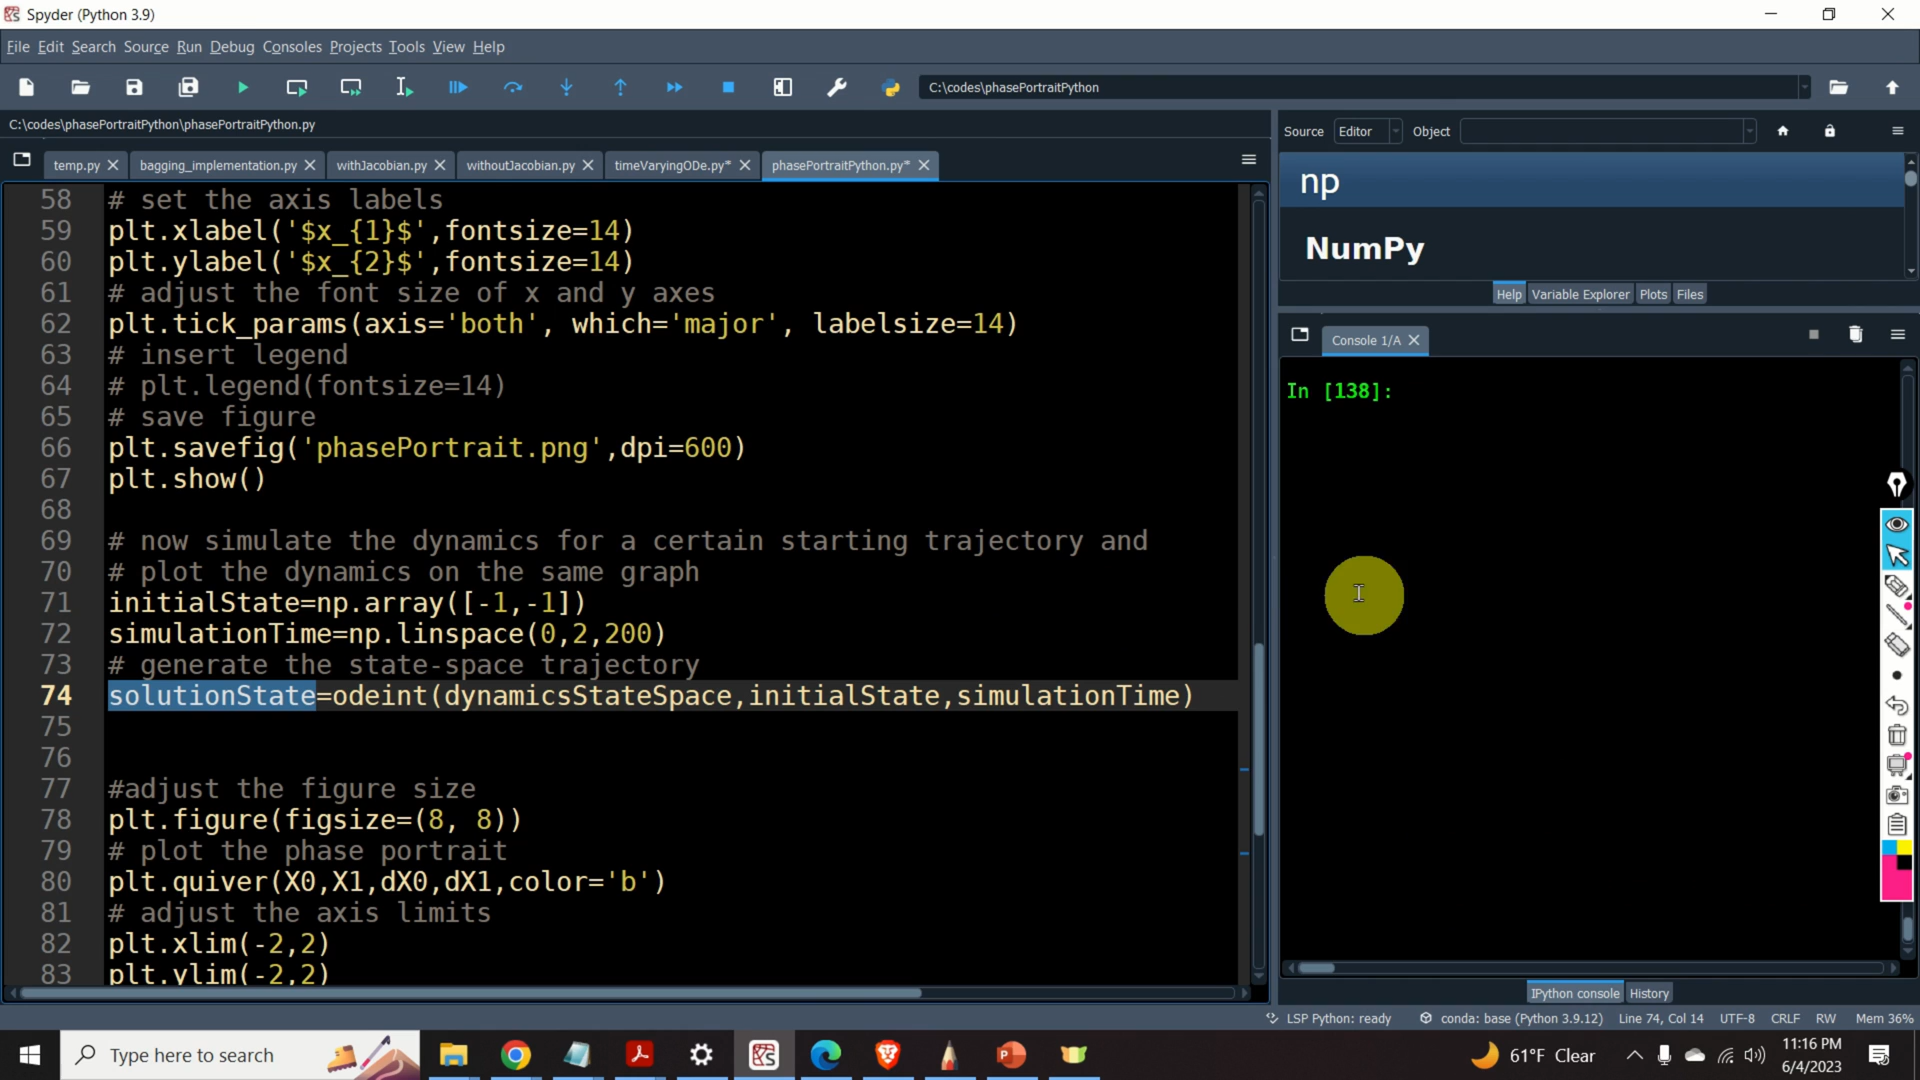 Spyder (Python 3.9)
File Edit Search Source Run Debug Consoles Projects Tools View Help
C:\codes\phasePortraitPython
C:\codes\phasePortraitPython\phasePortraitPython.py
temp.py bagging_implementation.py withJacobian.py withoutJacobian.py timeVaryingODe.py* phasePortraitPython.py*
58 # set the axis labels
59 plt.xlabel('$x_{1}$',fontsize=14)
60 plt.ylabel('$x_{2}$',fontsize=14)
61 # adjust the font size of x and y axes
62 plt.tick_params(axis='both', which='major', labelsize=14)
63 # insert legend
64 # plt.legend(fontsize=14)
65 # save figure
66 plt.savefig('phasePortrait.png',dpi=600)
67 plt.show()
68
69 # now simulate the dynamics for a certain starting trajectory and
70 # plot the dynamics on the same graph
71 initialState=np.array([-1,-1])
72 simulationTime=np.linspace(0,2,200)
73 # generate the state-space trajectory
74 solutionState=odeint(dynamicsStateSpace,initialState,simulationTime)
75
76
77 #adjust the figure size
78 plt.figure(figsize=(8, 8))
79 # plot the phase portrait
80 plt.quiver(X0,X1,dX0,dX1,color='b')
81 # adjust the axis limits
82 plt.xlim(-2,2)
83 plt.ylim(-2,2)
Source Editor Object
np
NumPy
Help Variable Explorer Plots Files
Console 1/A
In [138]:
IPython console History
LSP Python: ready conda: base (Python 3.9.12) Line 74, Col 14 UTF-8 CRLF RW Mem 36%
Type here to search
61°F Clear
11:16 PM
6/4/2023